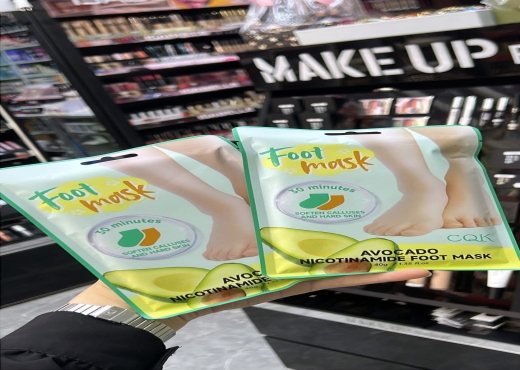 MAKE UP
Foot
mask
30 minutes
SOFTEN CALLUSES
AND HARD SKIN
AVOC
NICOTINAMIDE
Foot
mask
30 minutes
SOFTEN CALLUSES
AND HARD SKIN
CQK
AVOCADO
NICOTINAMIDE FOOT MASK